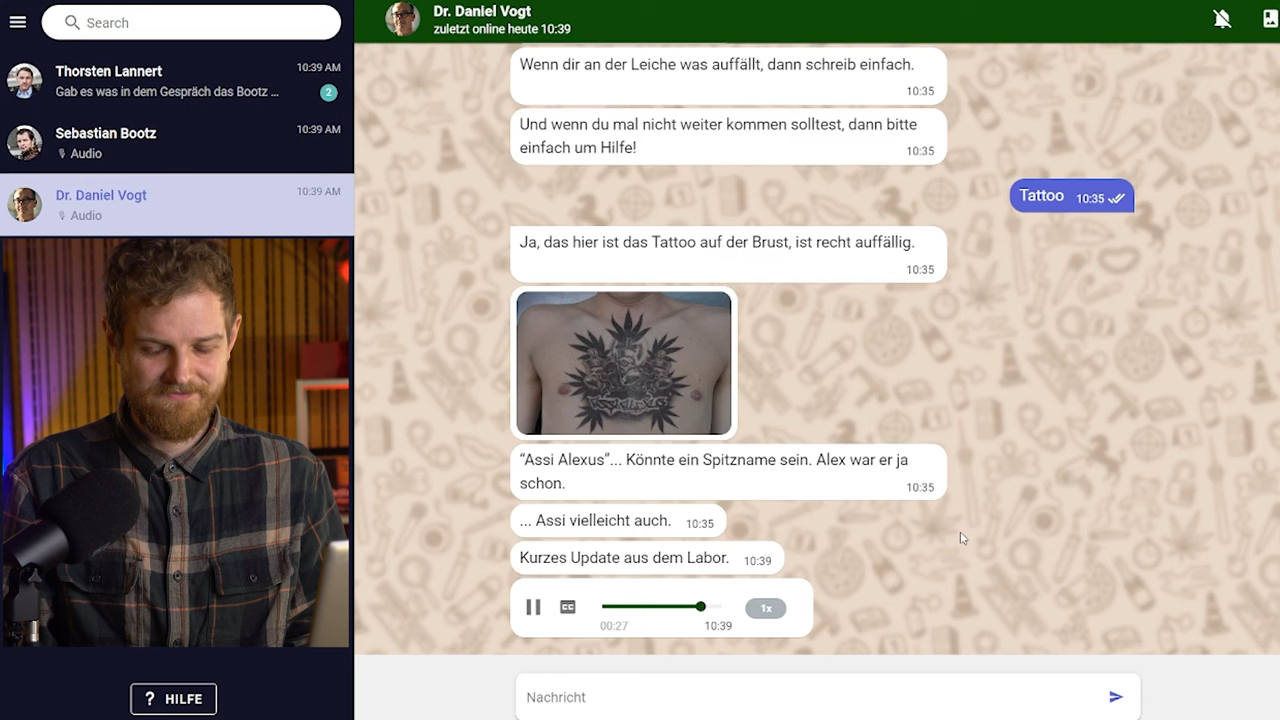 Search
Thorsten Lannert
10:39 AM
Gab es was in dem Gespräch das Bootz ...
2
Sebastian Bootz
10:39 AM
Audio
Dr. Daniel Vogt
10:39 AM
Audio
? HILFE
Dr. Daniel Vogt
zuletzt online heute 10:39
Wenn dir an der Leiche was auffällt, dann schreib einfach.
10:35
Und wenn du mal nicht weiter kommen solltest, dann bitte
einfach um Hilfe!
10:35
Tattoo 10:35
Ja, das hier ist das Tattoo auf der Brust, ist recht auffällig.
10:35
“Assi Alexus”... Könnte ein Spitzname sein. Alex war er ja
schon.
10:35
... Assi vielleicht auch. 10:35
Kurzes Update aus dem Labor. 10:39
CC
1x
00:27
10:39
Nachricht